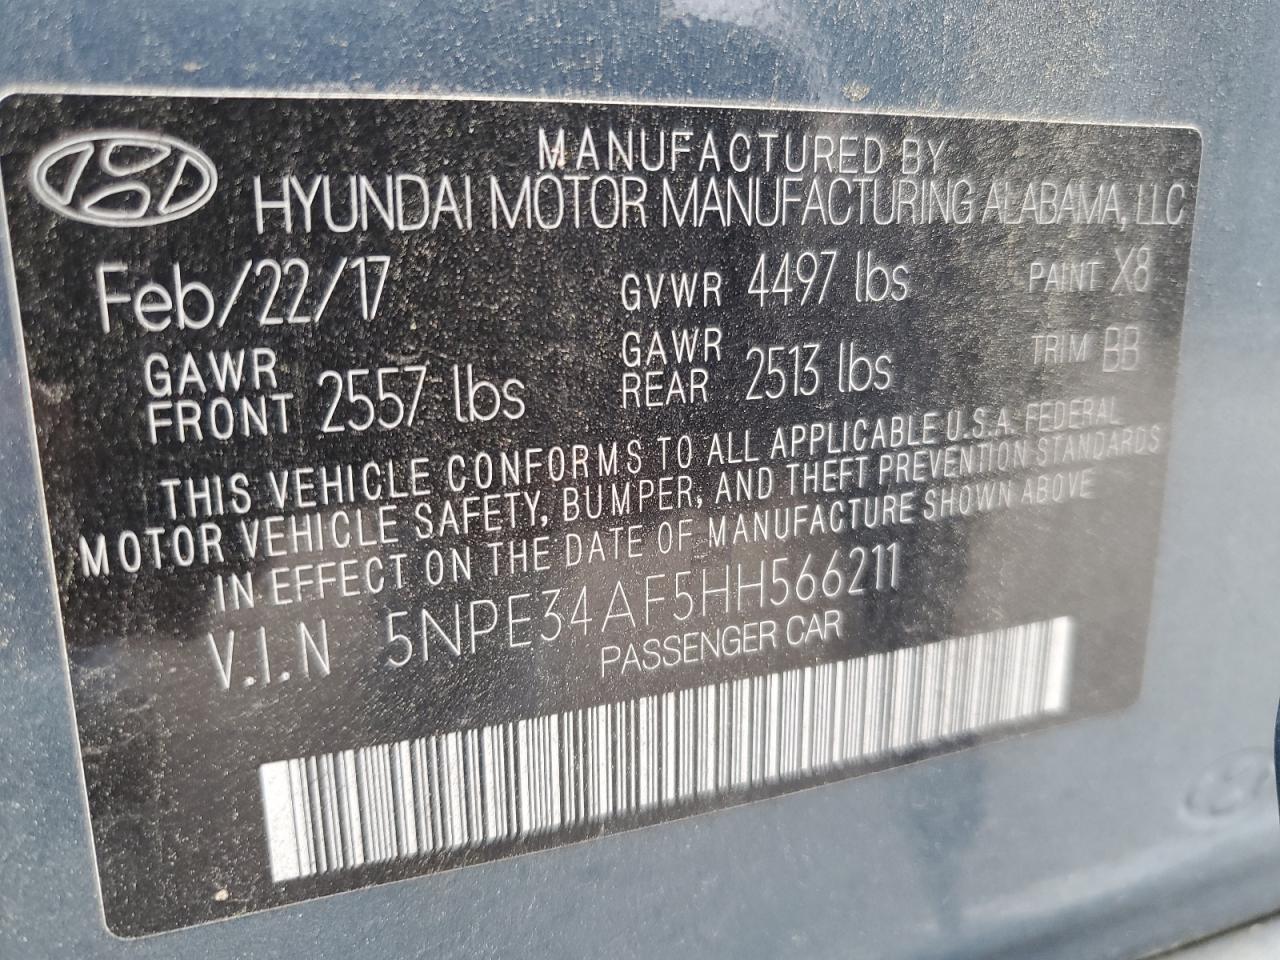 MANUFACTURED BY
HYUNDAI MOTOR MANUFACTURING ALABAMA, LLC
Feb/22/17 GVWR 4497 lbs PAINT X8
GAWR FRONT 2557 lbs GAWR REAR 2513 lbs TRIM BB
THIS VEHICLE CONFORMS TO ALL APPLICABLE U.S.A. FEDERAL
MOTOR VEHICLE SAFETY, BUMPER, AND THEFT PREVENTION STANDARDS
IN EFFECT ON THE DATE OF MANUFACTURE SHOWN ABOVE
V.I.N 5NPE34AF5HH566211
PASSENGER CAR